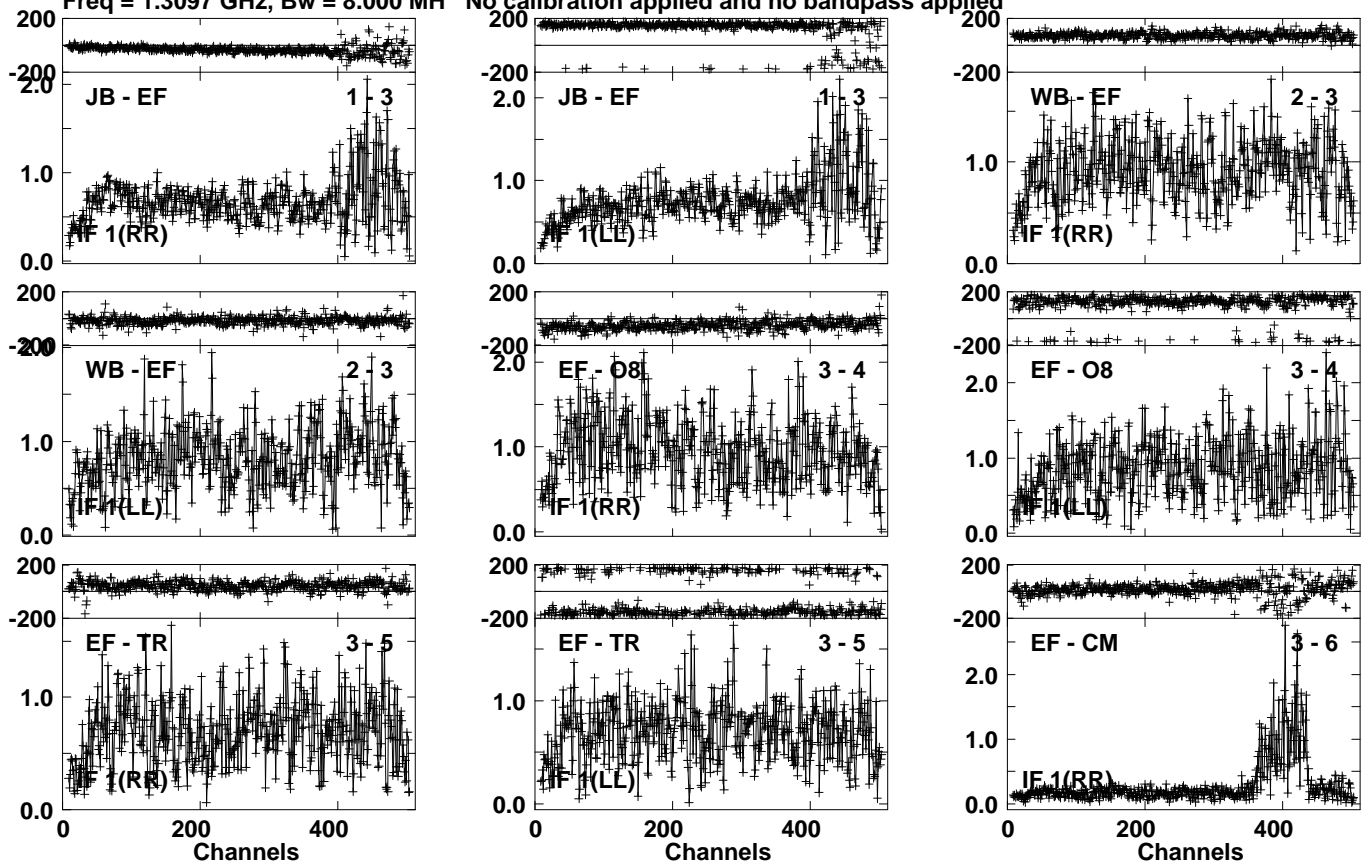 Freq = 1.3097 GHz, Bw = 8.000 MH No calibration applied and no bandpass applied
200
-200
2.0
1.0
0.0
JB - EF
1 - 3
IF 1(RR)
2.0
1.0
0.0
JB - EF
1 - 3
IF 1(LL)
2.0
1.0
0.0
WB - EF
2 - 3
IF 1(RR)
200
-200
2.0
1.0
0.0
WB - EF
2 - 3
IF 1(LL)
200
-200
2.0
1.0
0.0
EF - O8
3 - 4
IF 1(RR)
200
-200
2.0
1.0
0.0
EF - O8
3 - 4
IF 1(LL)
200
-200
1.0
0.0
EF - TR
3 - 5
IF 1(RR)
0 200 400
Channels
200
-200
1.0
0.0
EF - TR
3 - 5
IF 1(LL)
0 200 400
Channels
200
-200
2.0
1.0
0.0
EF - CM
3 - 6
IF 1(RR)
0 200 400
Channels